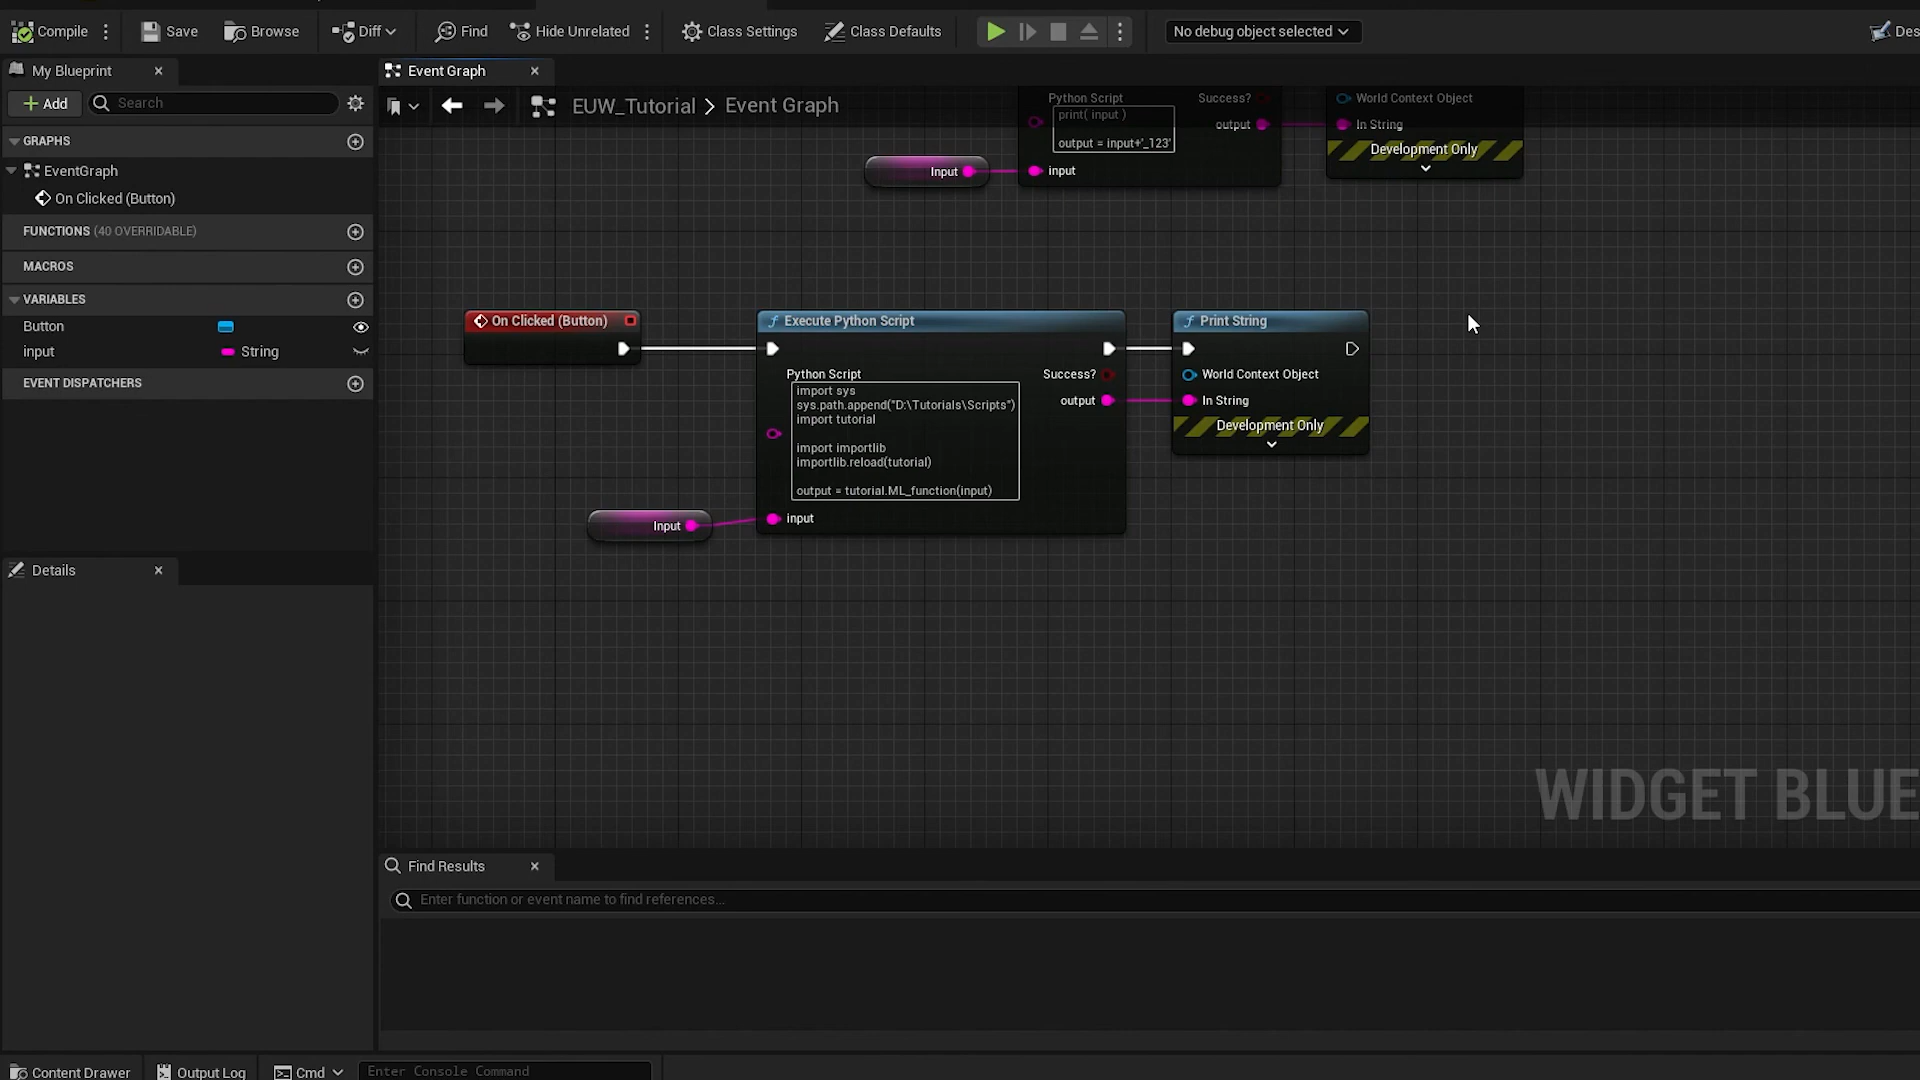 Compile
Save
Browse
Diff
Find
Hide Unrelated
Class Settings
Class Defaults
No debug object selected
Des
My Blueprint
Event Graph
Add
Search
EUW_Tutorial > Event Graph
GRAPHS
EventGraph
On Clicked (Button)
FUNCTIONS (40 OVERRIDABLE)
MACROS
VARIABLES
Button
input
String
EVENT DISPATCHERS
Details
Python Script
print( input )
output = input+'_123'
Success?
output
Input
input
World Context Object
In String
Development Only
On Clicked (Button)
Execute Python Script
Python Script
import sys
sys.path.append("D:\Tutorials\Scripts")
import tutorial
import importlib
importlib.reload(tutorial)
output = tutorial.ML_function(input)
Success?
output
Input
input
Print String
World Context Object
In String
Development Only
WIDGET BLUE
Find Results
Enter function or event name to find references...
Content Drawer
Output Log
Cmd
Enter Console Command